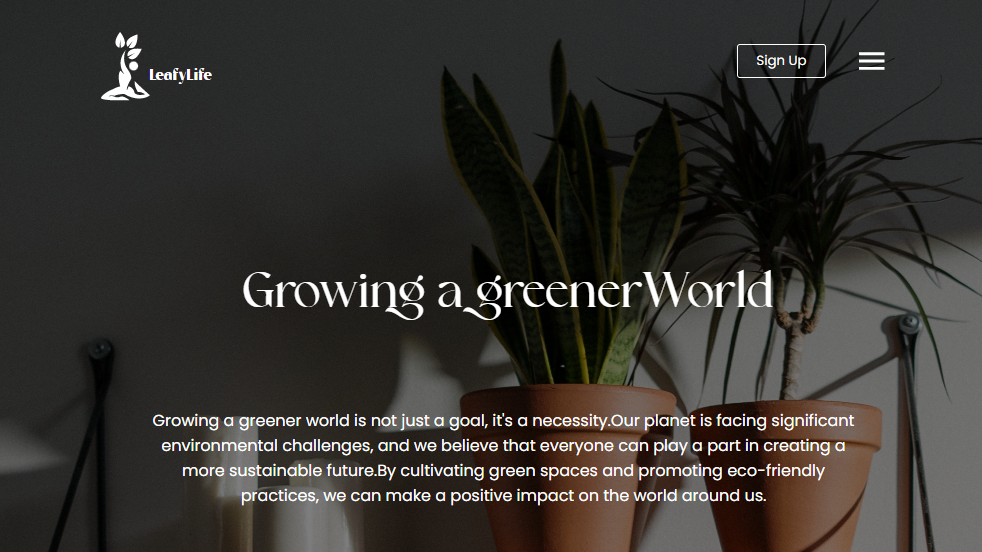 LeafyLife
Sign Up
Growing a greenerWorld
Growing a greener world is not just a goal, it's a necessity.Our planet is facing significant
environmental challenges, and we believe that everyone can play a part in creating a
more sustainable future.By cultivating green spaces and promoting eco-friendly
practices, we can make a positive impact on the world around us.